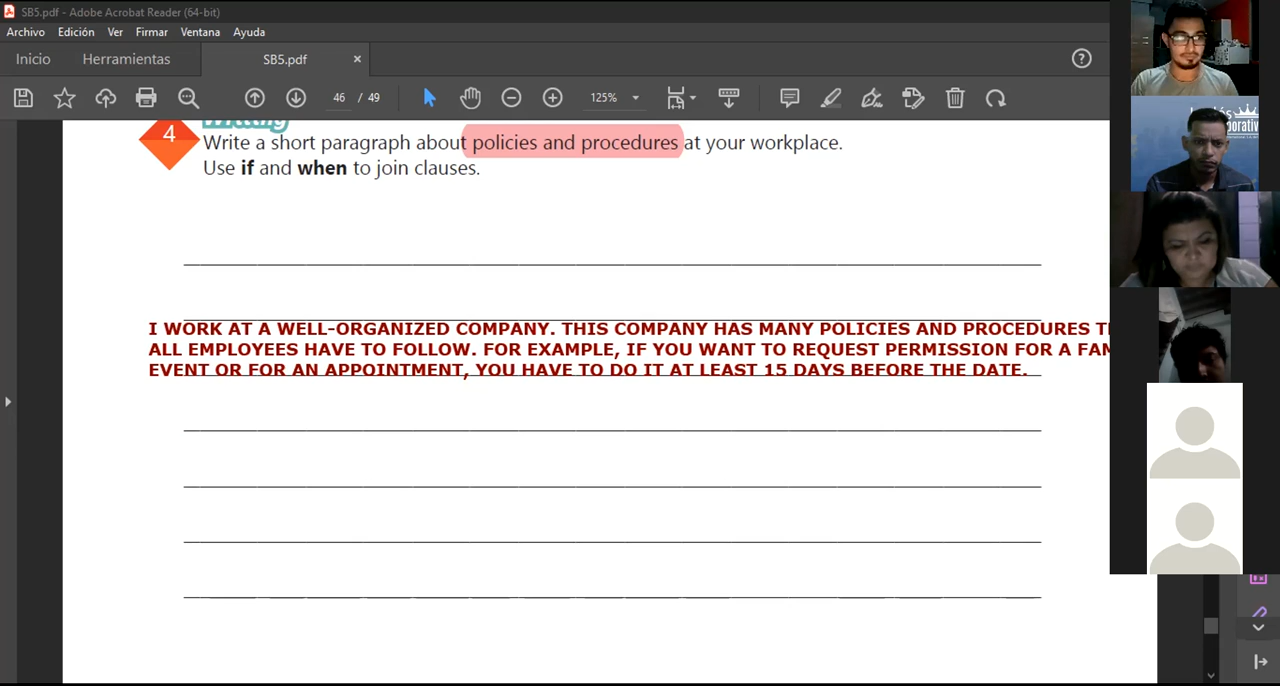 SB5.pdf - Adobe Acrobat Reader (64-bit)
Archivo Edición Ver Firmar Ventana Ayuda
Inicio Herramientas SB5.pdf ×
46 / 49 125%
4
Write a short paragraph about policies and procedures at your workplace.
Use if and when to join clauses.
I WORK AT A WELL-ORGANIZED COMPANY. THIS COMPANY HAS MANY POLICIES AND PROCEDURES
ALL EMPLOYEES HAVE TO FOLLOW. FOR EXAMPLE, IF YOU WANT TO REQUEST PERMISSION FOR A
EVENT OR FOR AN APPOINTMENT, YOU HAVE TO DO IT AT LEAST 15 DAYS BEFORE THE DATE.